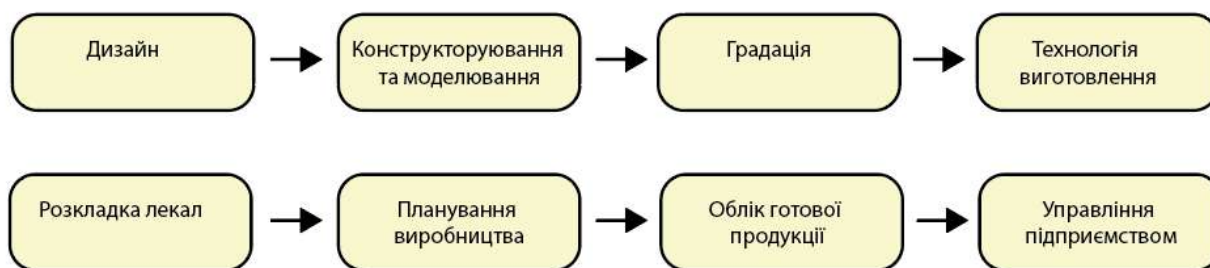 Дизайн
Конструкторуювання
та моделювання
Градація
Технологія
виготовлення
Розкладка лекал
Планування
виробництва
Облік готової
продукції
Управління
підприємством